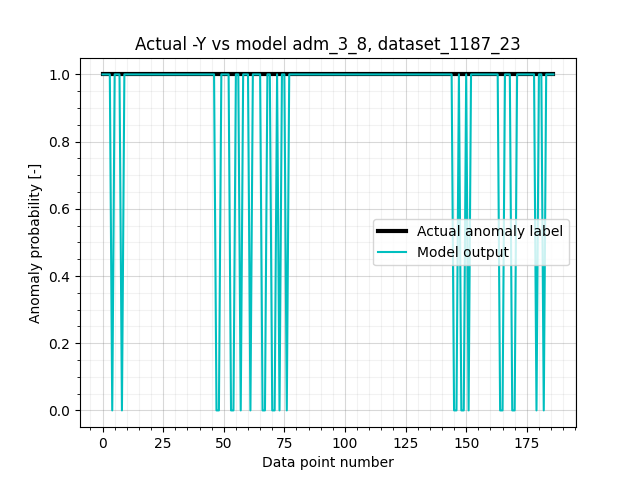 Actual -Y vs model adm_3_8, dataset_1187_23
Anomaly probability [-]
1.0
0.8
0.6
0.4
0.2
0.0
Actual anomaly label
Model output
0 25 50 75 100 125 150 175
Data point number